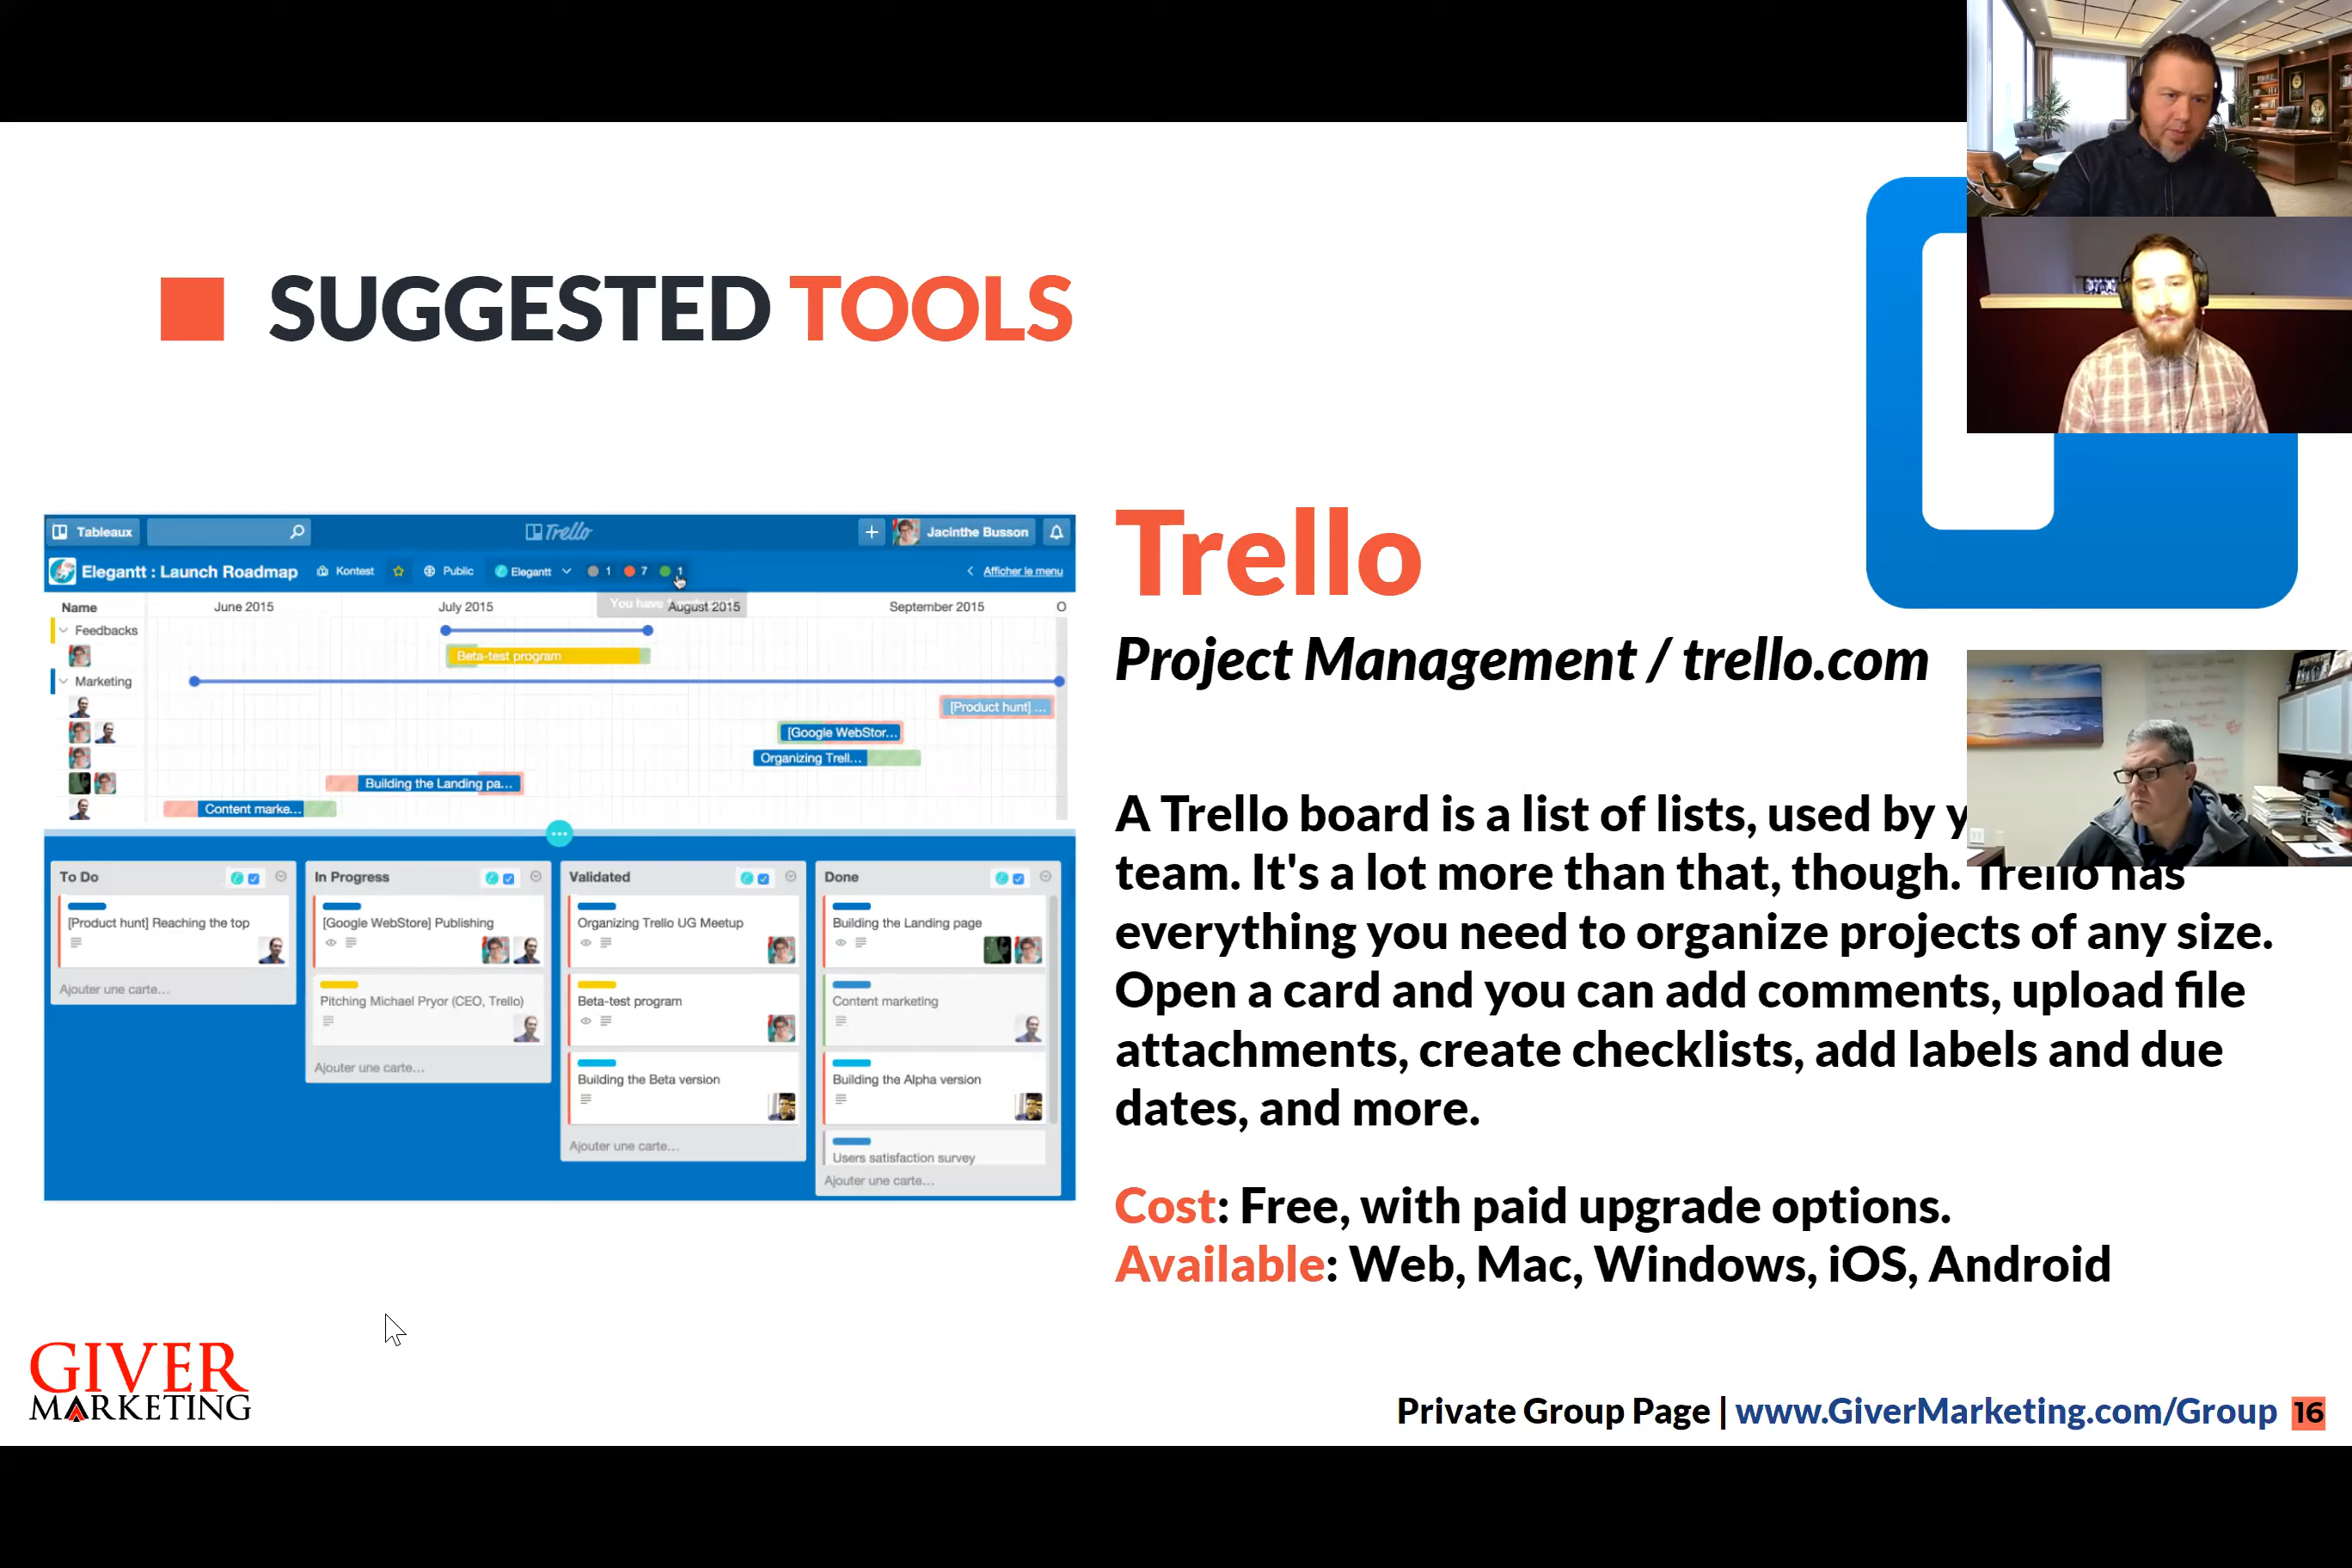 SUGGESTED TOOLS
Tableaux
Trello
Jacinthe Busson
Elegantt : Launch Roadmap
Kontest
Public
Elegantt
1
7
1
Afficher le menu
Name
June 2015
July 2015
You have
August 2015
September 2015
O
Feedbacks
Beta-test program
Marketing
[Product hunt] ...
[Google WebStor...
Organizing Trell...
Building the Landing pa...
Content marke...
To Do
[Product hunt] Reaching the top
Ajouter une carte...
In Progress
[Google WebStore] Publishing
Pitching Michael Pryor (CEO, Trello)
Ajouter une carte...
Validated
Organizing Trello UG Meetup
Beta-test program
Building the Beta version
Ajouter une carte...
Done
Building the Landing page
Content marketing
Building the Alpha version
Users satisfaction survey
Ajouter une carte...
Trello
Project Management / trello.com
A Trello board is a list of lists, used by
team. It's a lot more than that, though. Trello has
everything you need to organize projects of any size.
Open a card and you can add comments, upload file
attachments, create checklists, add labels and due
dates, and more.
Cost: Free, with paid upgrade options.
Available: Web, Mac, Windows, iOS, Android
GIVER
MARKETING
Private Group Page | www.GiverMarketing.com/Group 16